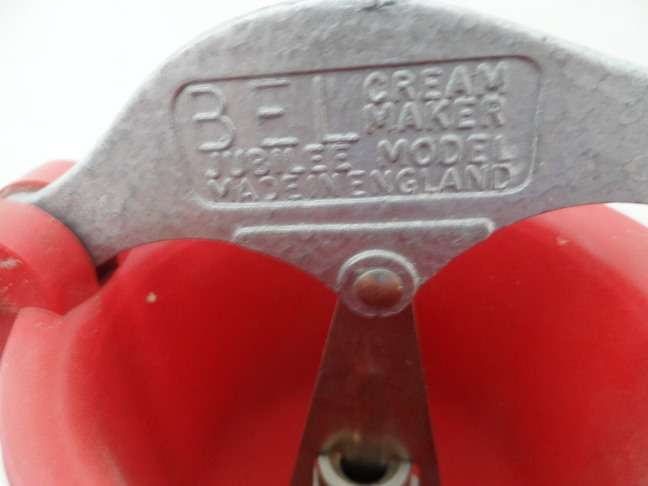 BEL CREAM
MAKER
JUBILEE MODEL
MADE IN ENGLAND